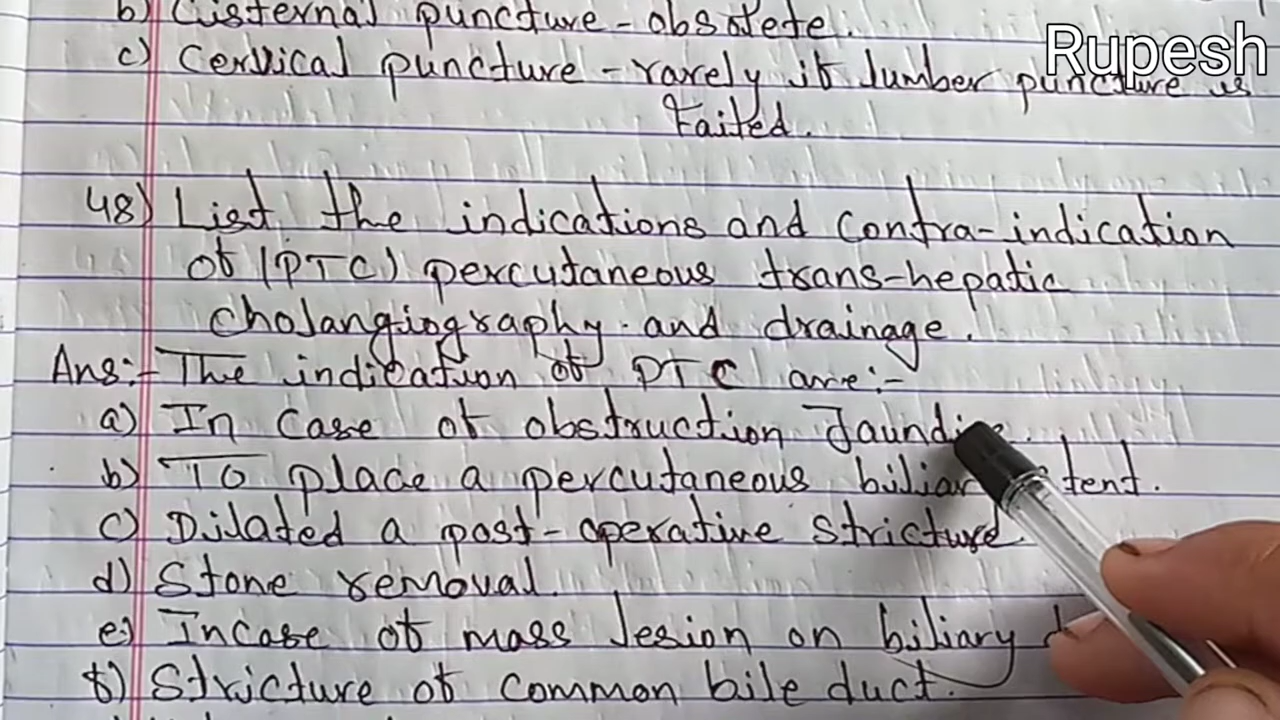 b) Cisternal puncture - obsolete.
c) Cervical puncture - rarely if lumber puncture is
failed.
Rupesh
48) List the indications and contra-indication
of (PTC) percutaneous trans-hepatic
cholangiography and drainage.
Ans:- The indication of PTC are:-
a) In case of obstruction Jaundice.
b) To place a percutaneous biliary stent.
c) Dilated a post-operative stricture
d) Stone removal.
e) Incase of mass lesion on biliary
f) Stricture of common bile duct.